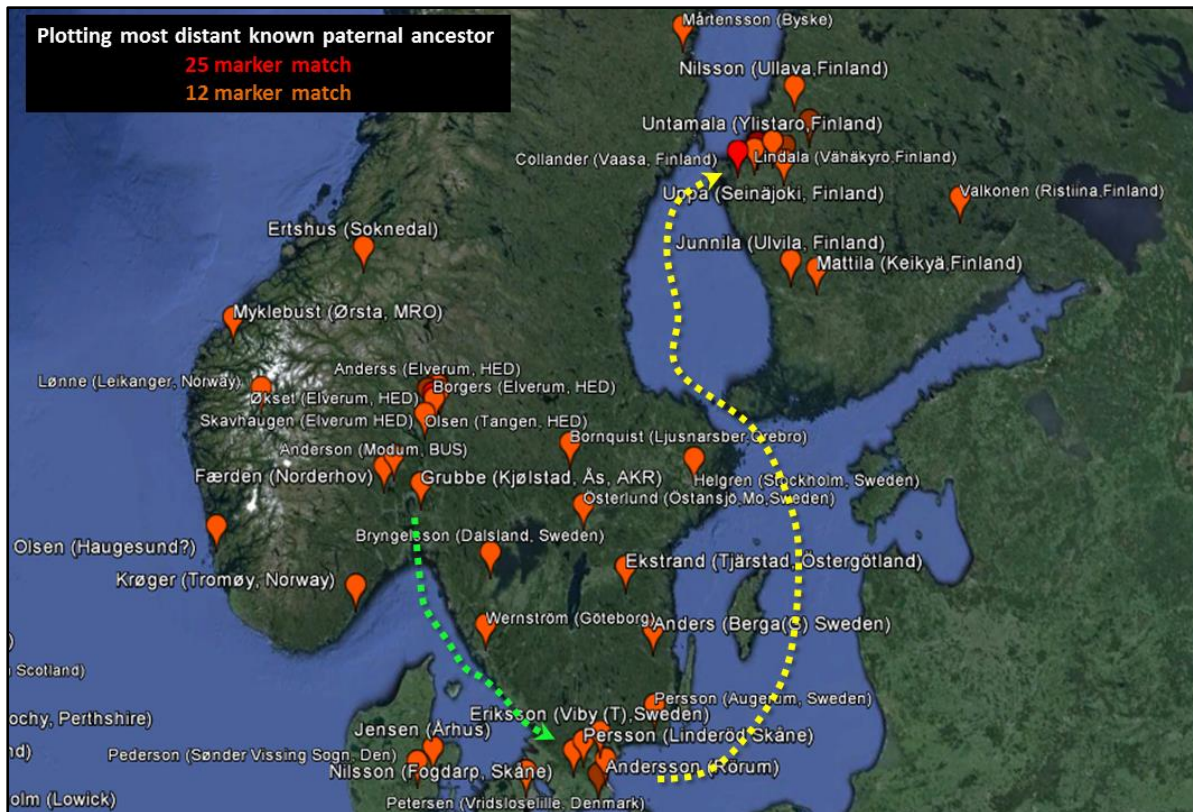 Plotting most distant known paternal ancestor
25 marker match
12 marker match
Mårtensson (Byske)
Nilsson (Ullava,Finland)
Untamala (Ylistaro,Finland)
Collander (Vaasa, Finland)
Lindala (Vähäkyrö,Finland)
Uppa (Seinäjoki, Finland)
Valkonen (Ristiina,Finland)
Ertshus (Soknedal)
Junnila (Ulvila, Finland)
Mattila (Keikyä,Finland)
Myklebust (Ørsta, MRO)
Anderss (Elverum, HED)
Lønne (Leikanger, Norway)
Borgers (Elverum, HED)
Økset (Elverum, HED)
Skavhaugen (Elverum HED)
Olsen (Tangen, HED)
Bornquist (Ljusnarsber,Örebro)
Anderson (Modum, BUS)
Færden (Norderhov)
Grubbe (Kjølstad, Ås, AKR)
Helgren (Stockholm, Sweden)
Österlund (Östansjö,Mo,Sweden)
Bryngelsson (Dalsland, Sweden)
Olsen (Haugesund?)
Ekstrand (Tjärstad, Östergötland)
Krøger (Tromøy, Norway)
Wernström (Göteborg)
Anders (Berga(G) Sweden)
Scotland)
Persson (Augerum, Sweden)
Eriksson (Viby (T),Sweden)
ochy, Perthshire)
Jensen (Århus)
Persson (Linderöd Skåne)
Pederson (Sønder Vissing Sogn, Den)
Nilsson (Fogdarp, Skåne)
Andersson (Rörum)
olm (Lowick)
Petersen (Vridsloselille, Denmark)